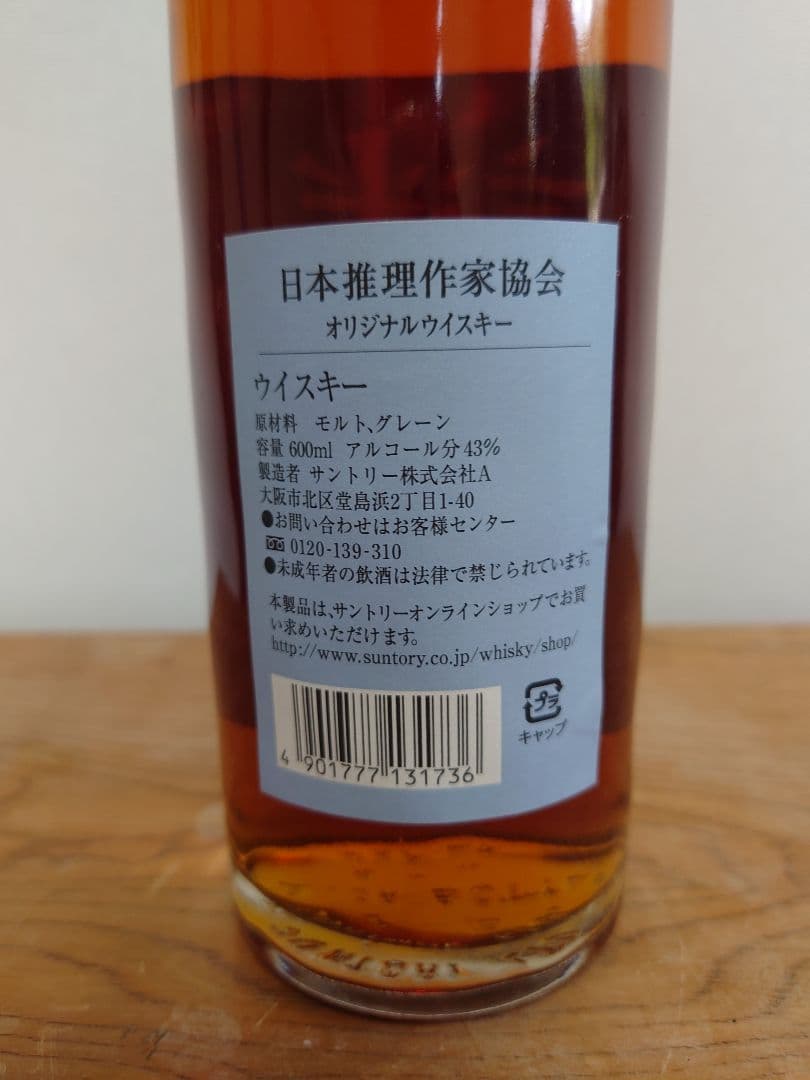 日本推理作家協会
オリジナルウイスキー
ウイスキー
原材料 モルト、グレーン
容量 600ml アルコール分 43%
製造者 サントリー株式会社A
大阪市北区堂島浜2丁目1-40
●お問い合わせはお客様センター
0120-139-310
●未成年者の飲酒は法律で禁じられています。
本製品は、サントリーオンラインショップでお買
い求めいただけます。
http://www.suntory.co.jp/whisky/shop/
プラ
キャップ
4 901777 131736